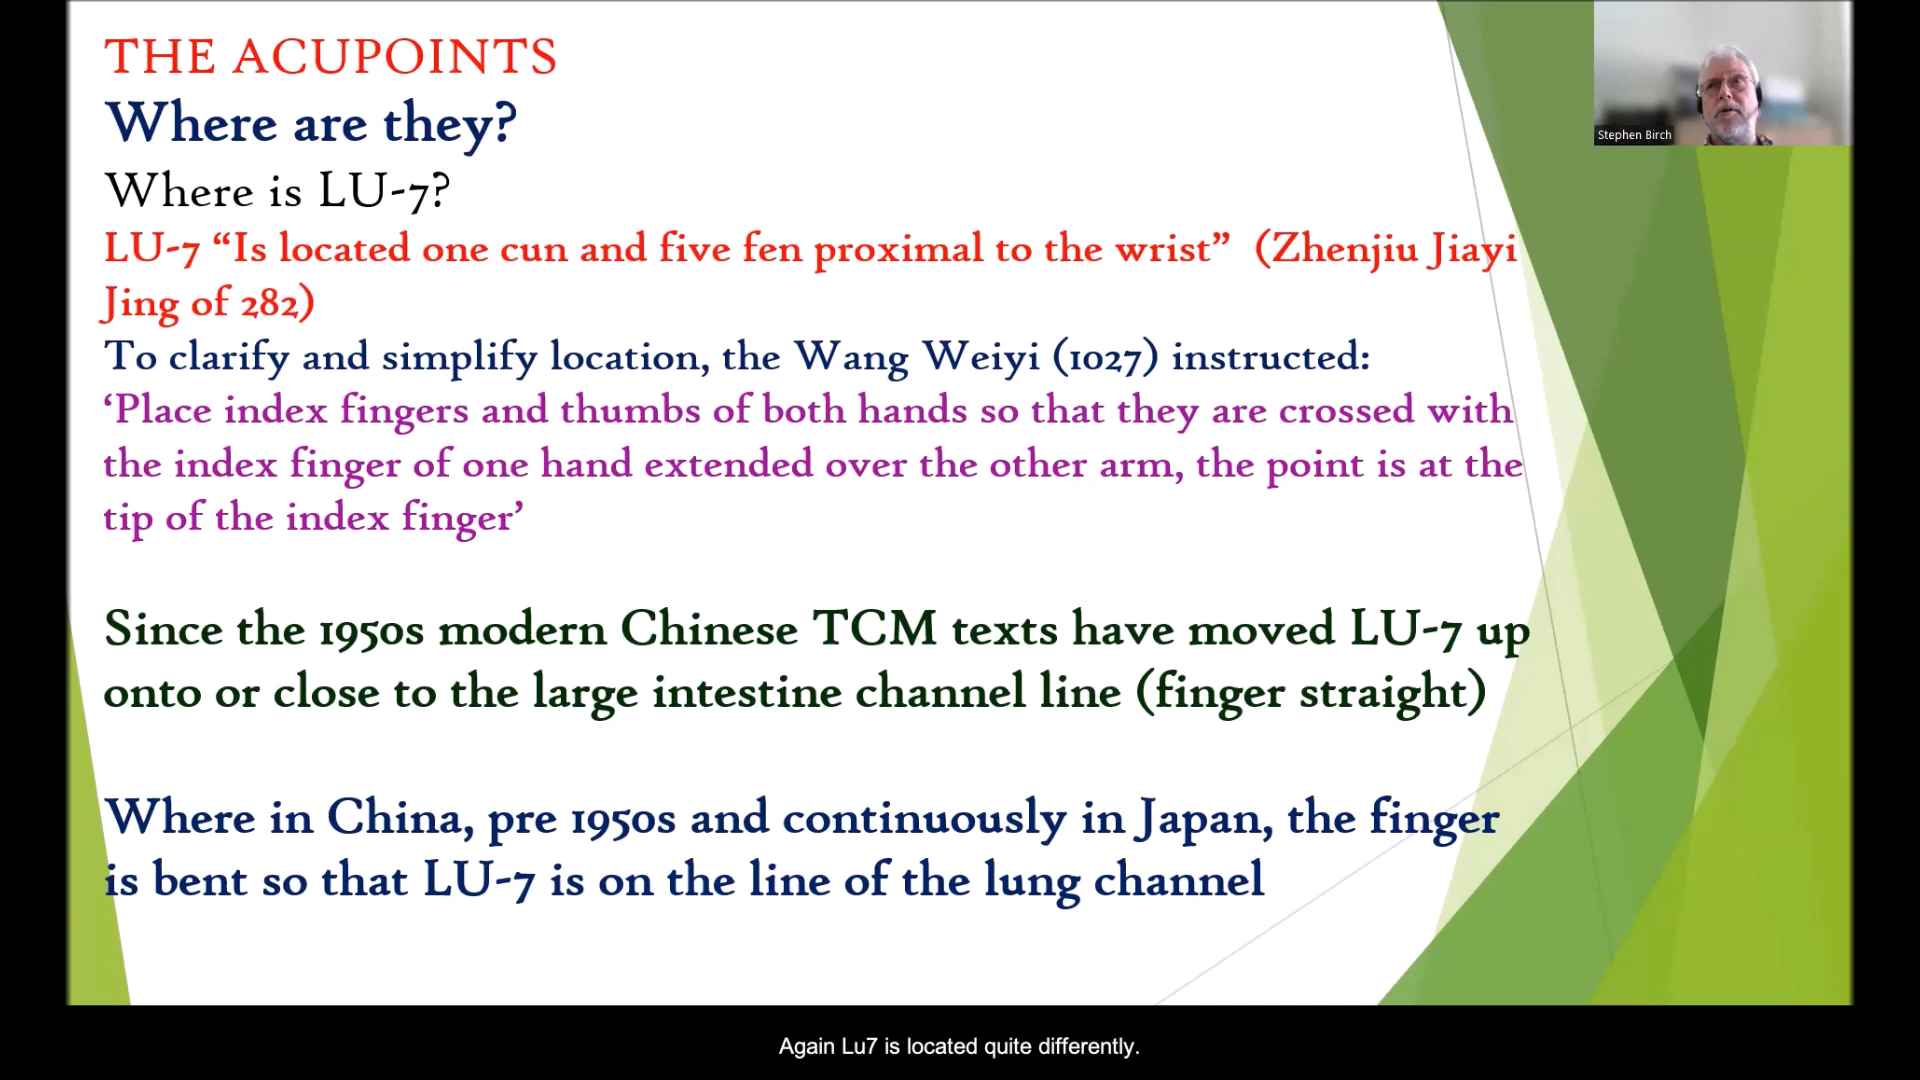 THE ACUPOINTS
Where are they?
Where is LU-7?
LU-7 “Is located one cun and five fen proximal to the wrist” (Zhenjiu Jiayi
Jing of 282)
To clarify and simplify location, the Wang Weiyi (1027) instructed:
‘Place index fingers and thumbs of both hands so that they are crossed with
the index finger of one hand extended over the other arm, the point is at the
tip of the index finger’
Since the 1950s modern Chinese TCM texts have moved LU-7 up
onto or close to the large intestine channel line (finger straight)
Where in China, pre 1950s and continuously in Japan, the finger
is bent so that LU-7 is on the line of the lung channel
Stephen Birch
Again Lu7 is located quite differently.